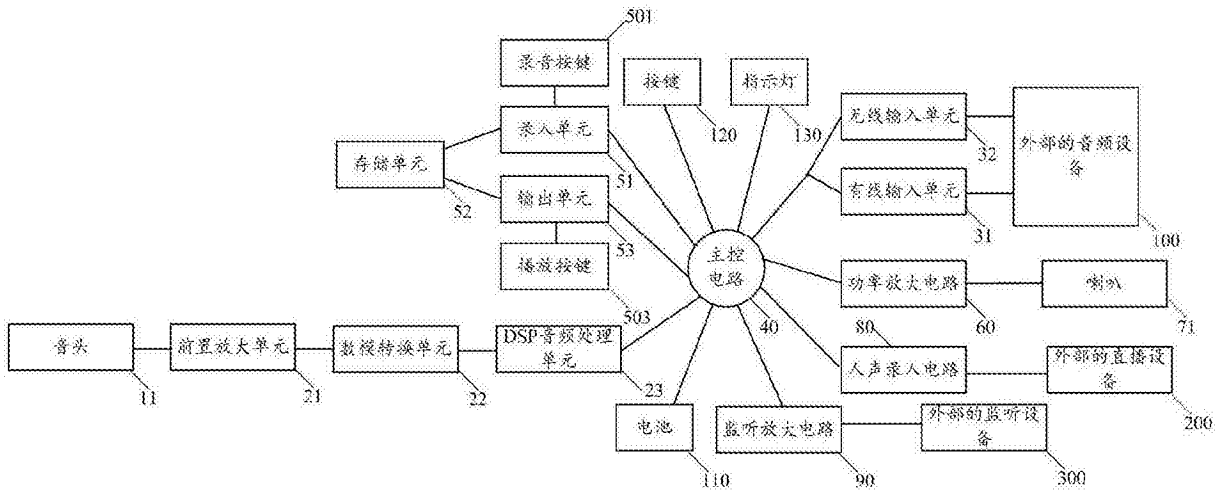 501
录音按键
按键
指示灯
120
130
无线输入单元
32
外部的音频设
备
录入单元
51
存储单元
52
输出单元
53
有线输入单元
31
100
播放按键
503
主控
电路
40
功率放大电路
60
喇叭
71
音头
11
前置放大单元
21
数模转换单元
22
DSP音频处理
单元
23
80
人声录入电路
外部的直播设
备
200
电池
110
监听放大电路
90
外部的监听设
备
300